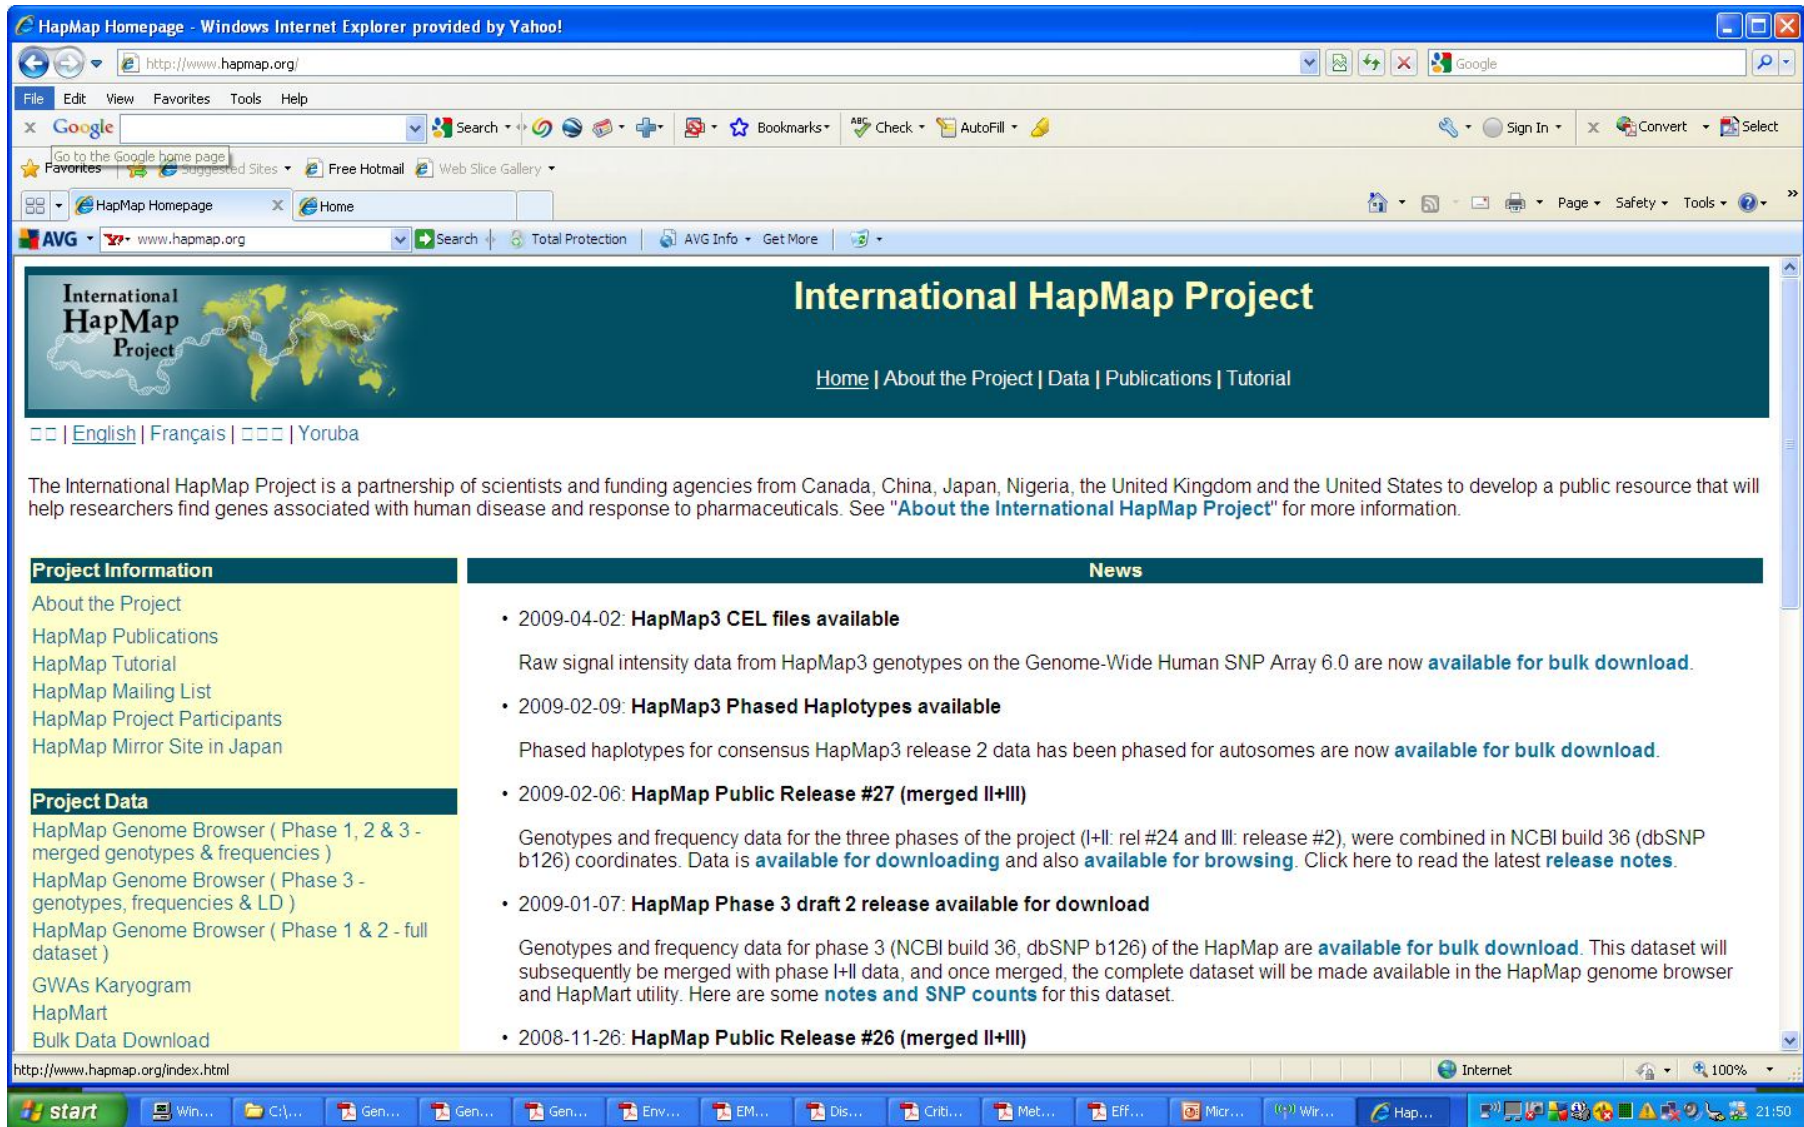 HapMap Homepage - Windows Internet Explorer provided by Yahoo!
http://www.hapmap.org/
Google
File Edit View Favorites Tools Help
x Google Search Bookmarks Check AutoFill Sign In x Convert Select
Go to the Google home page
Favorites Suggested Sites Free Hotmail Web Slice Gallery
HapMap Homepage X Home Page Safety Tools »
AVG Y! www.hapmap.org Search Total Protection AVG Info Get More
International
HapMap
Project
International HapMap Project
Home | About the Project | Data | Publications | Tutorial
□□ | English | Français | □□□ | Yoruba
The International HapMap Project is a partnership of scientists and funding agencies from Canada, China, Japan, Nigeria, the United Kingdom and the United States to develop a public resource that will
help researchers find genes associated with human disease and response to pharmaceuticals. See "About the International HapMap Project" for more information.
Project Information
About the Project
HapMap Publications
HapMap Tutorial
HapMap Mailing List
HapMap Project Participants
HapMap Mirror Site in Japan
Project Data
HapMap Genome Browser ( Phase 1, 2 & 3 -
merged genotypes & frequencies )
HapMap Genome Browser ( Phase 3 -
genotypes, frequencies & LD )
HapMap Genome Browser ( Phase 1 & 2 - full
dataset )
GWAs Karyogram
HapMart
Bulk Data Download
News
• 2009-04-02: HapMap3 CEL files available
Raw signal intensity data from HapMap3 genotypes on the Genome-Wide Human SNP Array 6.0 are now available for bulk download.
• 2009-02-09: HapMap3 Phased Haplotypes available
Phased haplotypes for consensus HapMap3 release 2 data has been phased for autosomes are now available for bulk download.
• 2009-02-06: HapMap Public Release #27 (merged II+III)
Genotypes and frequency data for the three phases of the project (I+II: rel #24 and III: release #2), were combined in NCBI build 36 (dbSNP
b126) coordinates. Data is available for downloading and also available for browsing. Click here to read the latest release notes.
• 2009-01-07: HapMap Phase 3 draft 2 release available for download
Genotypes and frequency data for phase 3 (NCBI build 36, dbSNP b126) of the HapMap are available for bulk download. This dataset will
subsequently be merged with phase I+II data, and once merged, the complete dataset will be made available in the HapMap genome browser
and HapMart utility. Here are some notes and SNP counts for this dataset.
• 2008-11-26: HapMap Public Release #26 (merged II+III)
http://www.hapmap.org/index.html Internet 100%
start Win... C:\... Gen... Gen... Gen... Env... EM... Dis... Criti... Met... Eff... Micr... Wir... Hap... 21:50